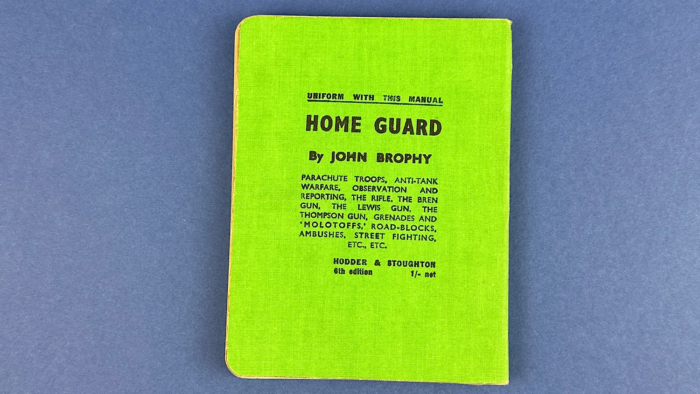 UNIFORM WITH THIS MANUAL
HOME GUARD
By JOHN BROPHY
PARACHUTE TROOPS, ANTI-TANK
WARFARE, OBSERVATION AND
REPORTING, THE RIFLE, THE BREN
GUN, THE LEWIS GUN, THE
THOMPSON GUN, GRENADES AND
'MOLOTOFFS,' ROAD-BLOCKS,
AMBUSHES, STREET FIGHTING,
ETC., ETC.
HODDER & STOUGHTON
6th edition 1/- net